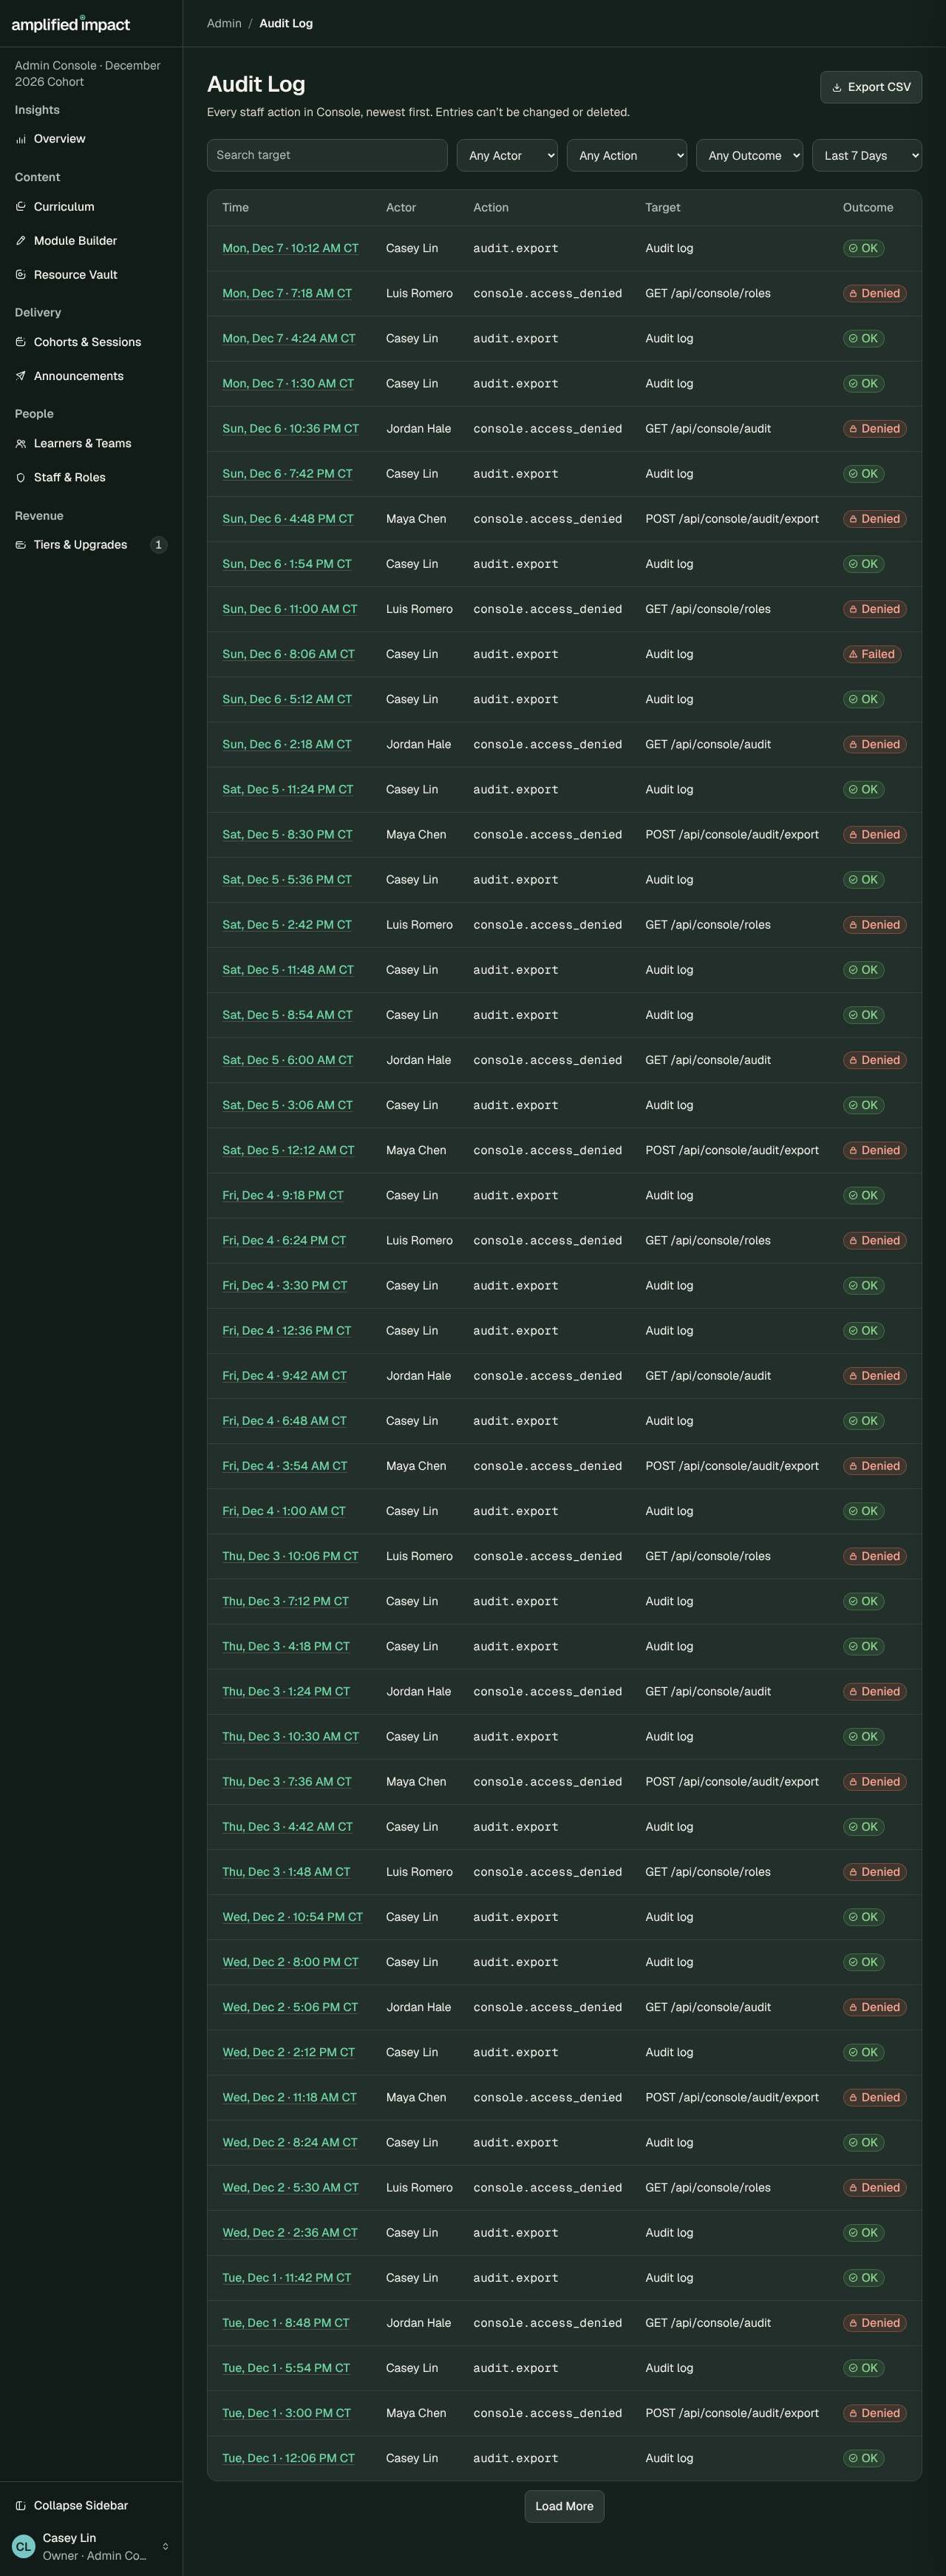 amplified impact
Admin / Audit Log
Admin Console · December
2026 Cohort
Insights
Overview
Content
Curriculum
Module Builder
Resource Vault
Delivery
Cohorts & Sessions
Announcements
People
Learners & Teams
Staff & Roles
Revenue
Tiers & Upgrades 1
Collapse Sidebar
CL Casey Lin
Owner · Admin Co...
Audit Log
Export CSV
Every staff action in Console, newest first. Entries can’t be changed or deleted.
Search target Any Actor Any Action Any Outcome Last 7 Days
Time Actor Action Target Outcome
Mon, Dec 7 · 10:12 AM CT Casey Lin audit.export Audit log OK
Mon, Dec 7 · 7:18 AM CT Luis Romero console.access_denied GET /api/console/roles Denied
Mon, Dec 7 · 4:24 AM CT Casey Lin audit.export Audit log OK
Mon, Dec 7 · 1:30 AM CT Casey Lin audit.export Audit log OK
Sun, Dec 6 · 10:36 PM CT Jordan Hale console.access_denied GET /api/console/audit Denied
Sun, Dec 6 · 7:42 PM CT Casey Lin audit.export Audit log OK
Sun, Dec 6 · 4:48 PM CT Maya Chen console.access_denied POST /api/console/audit/export Denied
Sun, Dec 6 · 1:54 PM CT Casey Lin audit.export Audit log OK
Sun, Dec 6 · 11:00 AM CT Luis Romero console.access_denied GET /api/console/roles Denied
Sun, Dec 6 · 8:06 AM CT Casey Lin audit.export Audit log Failed
Sun, Dec 6 · 5:12 AM CT Casey Lin audit.export Audit log OK
Sun, Dec 6 · 2:18 AM CT Jordan Hale console.access_denied GET /api/console/audit Denied
Sat, Dec 5 · 11:24 PM CT Casey Lin audit.export Audit log OK
Sat, Dec 5 · 8:30 PM CT Maya Chen console.access_denied POST /api/console/audit/export Denied
Sat, Dec 5 · 5:36 PM CT Casey Lin audit.export Audit log OK
Sat, Dec 5 · 2:42 PM CT Luis Romero console.access_denied GET /api/console/roles Denied
Sat, Dec 5 · 11:48 AM CT Casey Lin audit.export Audit log OK
Sat, Dec 5 · 8:54 AM CT Casey Lin audit.export Audit log OK
Sat, Dec 5 · 6:00 AM CT Jordan Hale console.access_denied GET /api/console/audit Denied
Sat, Dec 5 · 3:06 AM CT Casey Lin audit.export Audit log OK
Sat, Dec 5 · 12:12 AM CT Maya Chen console.access_denied POST /api/console/audit/export Denied
Fri, Dec 4 · 9:18 PM CT Casey Lin audit.export Audit log OK
Fri, Dec 4 · 6:24 PM CT Luis Romero console.access_denied GET /api/console/roles Denied
Fri, Dec 4 · 3:30 PM CT Casey Lin audit.export Audit log OK
Fri, Dec 4 · 12:36 PM CT Casey Lin audit.export Audit log OK
Fri, Dec 4 · 9:42 AM CT Jordan Hale console.access_denied GET /api/console/audit Denied
Fri, Dec 4 · 6:48 AM CT Casey Lin audit.export Audit log OK
Fri, Dec 4 · 3:54 AM CT Maya Chen console.access_denied POST /api/console/audit/export Denied
Fri, Dec 4 · 1:00 AM CT Casey Lin audit.export Audit log OK
Thu, Dec 3 · 10:06 PM CT Luis Romero console.access_denied GET /api/console/roles Denied
Thu, Dec 3 · 7:12 PM CT Casey Lin audit.export Audit log OK
Thu, Dec 3 · 4:18 PM CT Casey Lin audit.export Audit log OK
Thu, Dec 3 · 1:24 PM CT Jordan Hale console.access_denied GET /api/console/audit Denied
Thu, Dec 3 · 10:30 AM CT Casey Lin audit.export Audit log OK
Thu, Dec 3 · 7:36 AM CT Maya Chen console.access_denied POST /api/console/audit/export Denied
Thu, Dec 3 · 4:42 AM CT Casey Lin audit.export Audit log OK
Thu, Dec 3 · 1:48 AM CT Luis Romero console.access_denied GET /api/console/roles Denied
Wed, Dec 2 · 10:54 PM CT Casey Lin audit.export Audit log OK
Wed, Dec 2 · 8:00 PM CT Casey Lin audit.export Audit log OK
Wed, Dec 2 · 5:06 PM CT Jordan Hale console.access_denied GET /api/console/audit Denied
Wed, Dec 2 · 2:12 PM CT Casey Lin audit.export Audit log OK
Wed, Dec 2 · 11:18 AM CT Maya Chen console.access_denied POST /api/console/audit/export Denied
Wed, Dec 2 · 8:24 AM CT Casey Lin audit.export Audit log OK
Wed, Dec 2 · 5:30 AM CT Luis Romero console.access_denied GET /api/console/roles Denied
Wed, Dec 2 · 2:36 AM CT Casey Lin audit.export Audit log OK
Tue, Dec 1 · 11:42 PM CT Casey Lin audit.export Audit log OK
Tue, Dec 1 · 8:48 PM CT Jordan Hale console.access_denied GET /api/console/audit Denied
Tue, Dec 1 · 5:54 PM CT Casey Lin audit.export Audit log OK
Tue, Dec 1 · 3:00 PM CT Maya Chen console.access_denied POST /api/console/audit/export Denied
Tue, Dec 1 · 12:06 PM CT Casey Lin audit.export Audit log OK
Load More